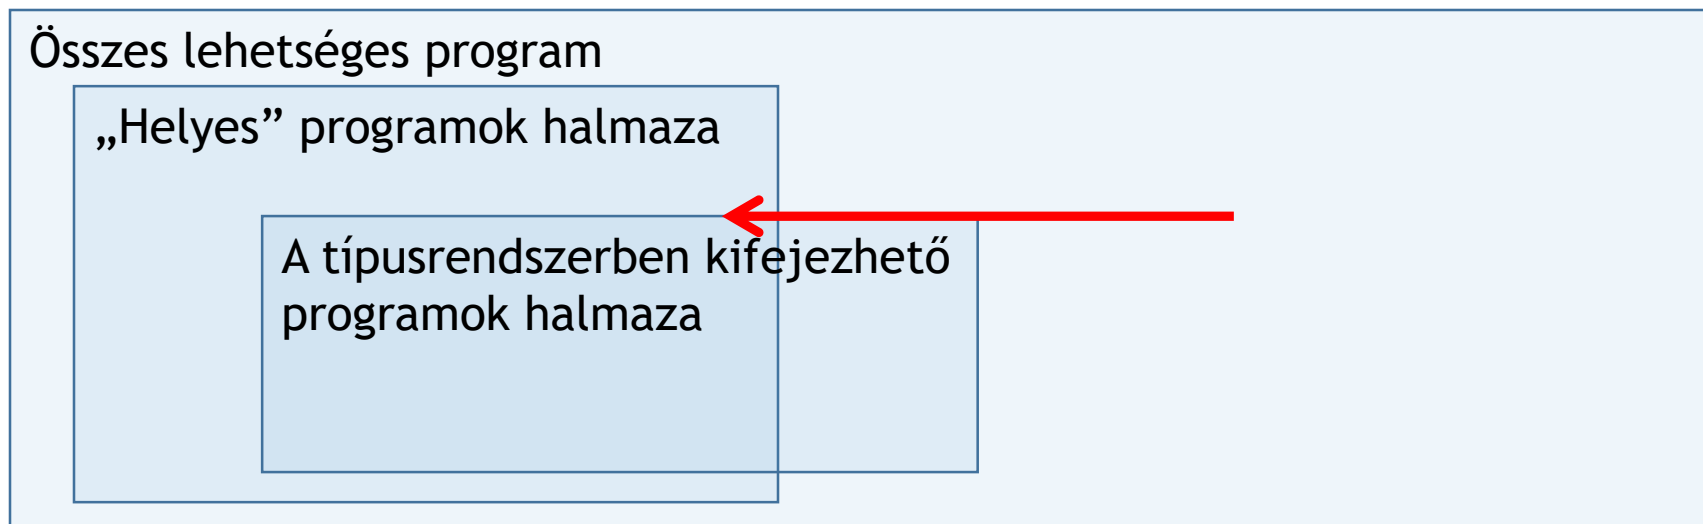 Összes lehetséges program
„Helyes” programok halmaza
A típusrendszerben kifejezhető
programok halmaza